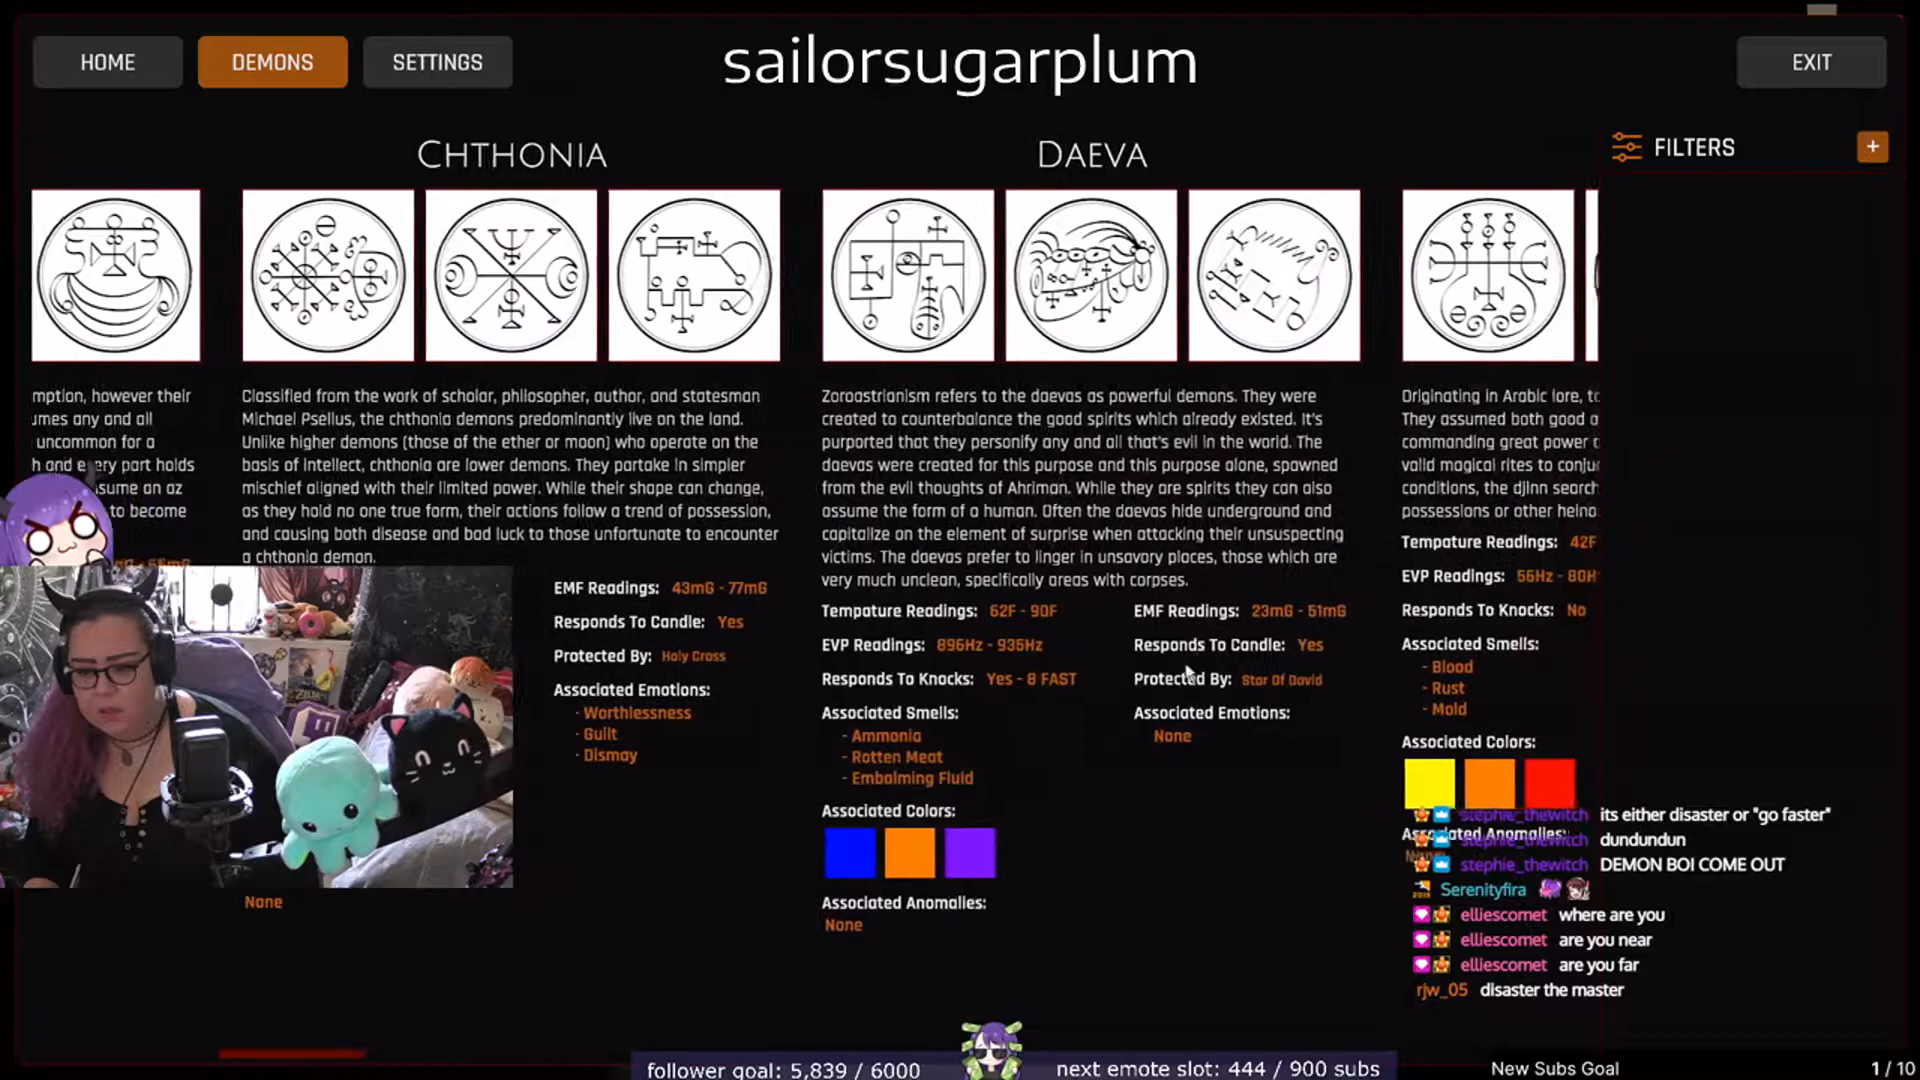 HOME
DEMONS
SETTINGS
sailorsugarplum
EXIT
FILTERS
+
CHTHONIA
DAEVA
mption, however their
umes any and all
uncommon for a
h and every part holds
sume an az
to become
Classified from the work of scholar, philosopher, author, and statesman
Michael Psellus, the chthonia demons predominantly live on the land.
Unlike higher demons (those of the ether or moon) who operate on the
basis of intellect, chthonia are lower demons. They partake in simpler
mischief aligned with their limited power. While their shape can change,
as they hold no one true form, their actions follow a trend of possession,
and causing both disease and bad luck to those unfortunate to encounter
a chthonia demon.
EMF Readings: 43mG - 77mG
Responds To Candle: Yes
Protected By: Holy Cross
Associated Emotions:
· Worthlessness
· Guilt
· Dismay
None
Zoroastrianism refers to the daevas as powerful demons. They were
created to counterbalance the good spirits which already existed. It's
purported that they personify any and all that's evil in the world. The
daevas were created for this purpose and this purpose alone, spawned
from the evil thoughts of Ahriman. While they are spirits they can also
assume the form of a human. Often the daevas hide underground and
capitalize on the element of surprise when attacking their unsuspecting
victims. The daevas prefer to linger in unsavory places, those which are
very much unclean, specifically areas with corpses.
Tempature Readings: 62F - 90F
EVP Readings: 896Hz - 935Hz
Responds To Knocks: Yes - 8 FAST
Associated Smells:
- Ammonia
- Rotten Meat
- Embalming Fluid
Associated Colors:
Associated Anomalies:
None
EMF Readings: 23mG - 51mG
Responds To Candle: Yes
Protected By: Star Of David
Associated Emotions:
None
Originating in Arabic lore, to
They assumed both good a
commanding great power
valid magical rites to conju
conditions, the djinn search
possessions or other heino
Tempature Readings: 42F
EVP Readings: 56Hz - 80H
Responds To Knocks: No
Associated Smells:
- Blood
- Rust
- Mold
Associated Colors:
Associated Anomalies:
stephie_thewitch its either disaster or "go faster"
stephie_thewitch dundundun
stephie_thewitch DEMON BOI COME OUT
Serenityfira
elliescomet where are you
elliescomet are you near
elliescomet are you far
rjw_05 disaster the master
follower goal: 5,839 / 6000
next emote slot: 444 / 900 subs
New Subs Goal
1 / 10